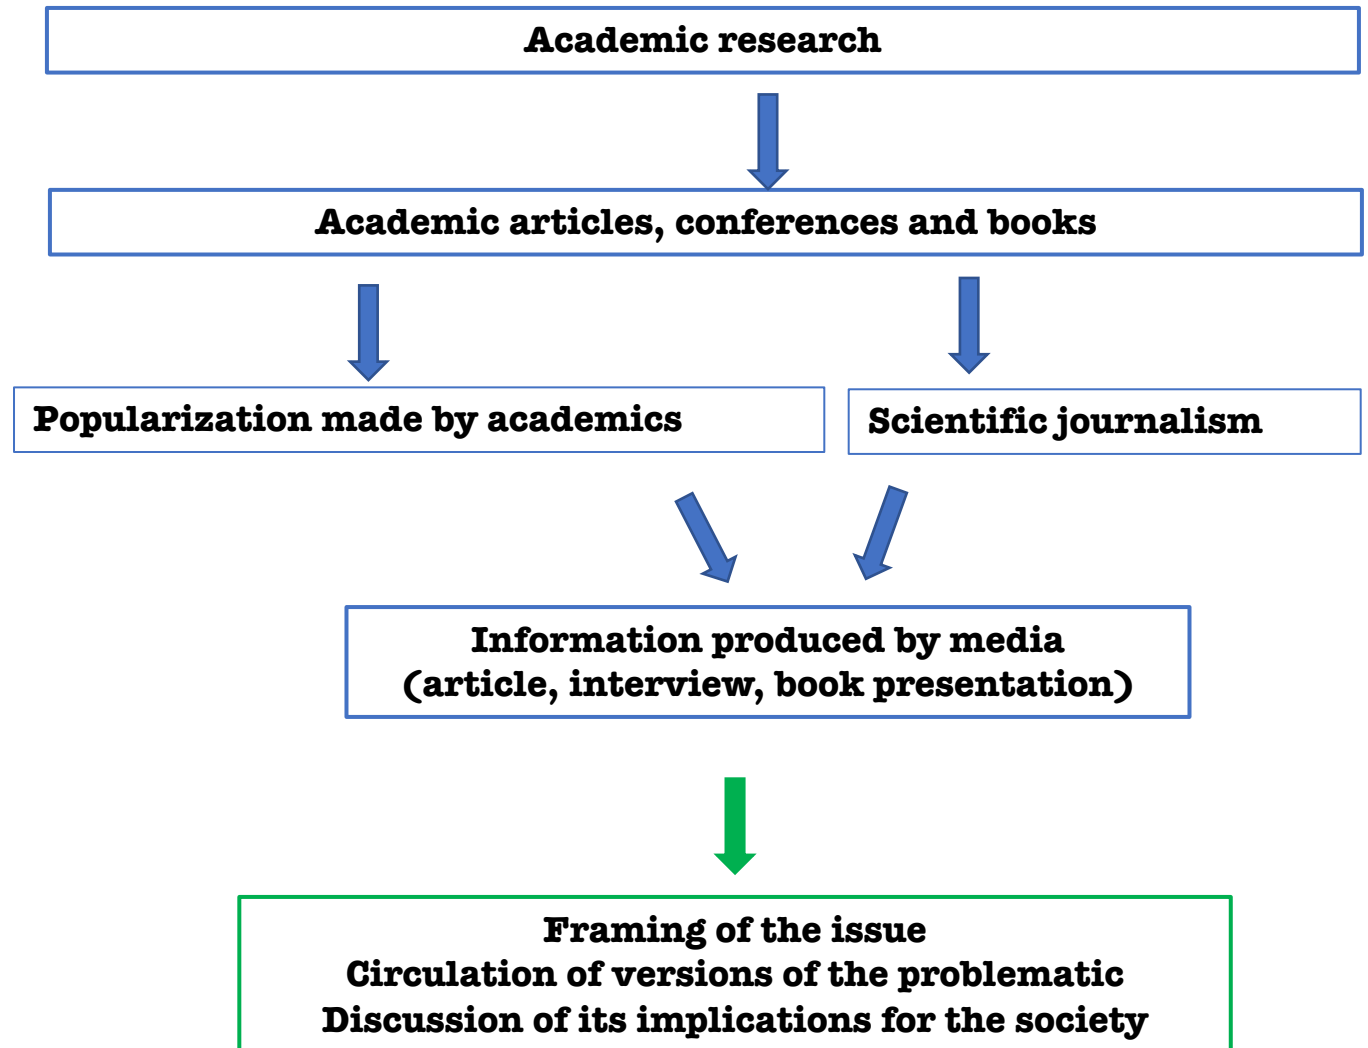 Academic research
Academic articles, conferences and books
Popularization made by academics
Scientific journalism
Information produced by media
(article, interview, book presentation)
Framing of the issue
Circulation of versions of the problematic
Discussion of its implications for the society